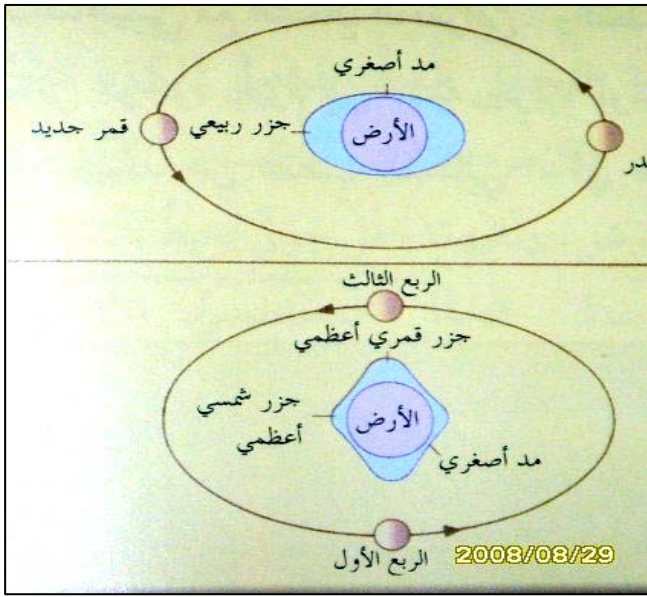 مد أصغري
جزر ربيعي
الأرض
قمر جديد
الربع الثالث
جزر قمري أعظمي
جزر شمسي
أعظمي
الأرض
مد أصغري
الربع الأول
2008/08/29